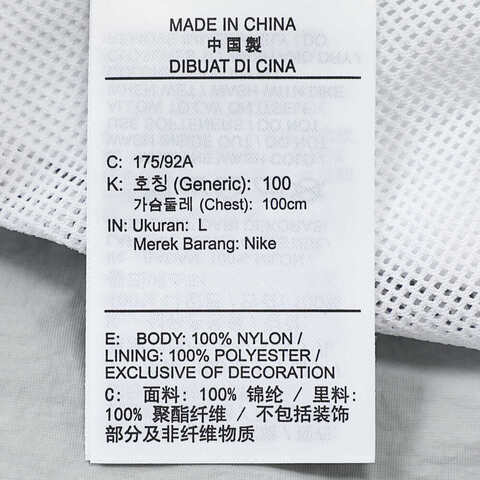 MADE IN CHINA
中国製
DIBUAT DI CINA
C: 175/92A
K: 호칭 (Generic): 100
가슴둘레 (Chest): 100cm
IN: Ukuran: L
Merek Barang: Nike
E: BODY: 100% NYLON /
LINING: 100% POLYESTER /
EXCLUSIVE OF DECORATION
C: 面料: 100% 锦纶 / 里料:
100% 聚酯纤维 / 不包括装饰
部分及非纤维物质